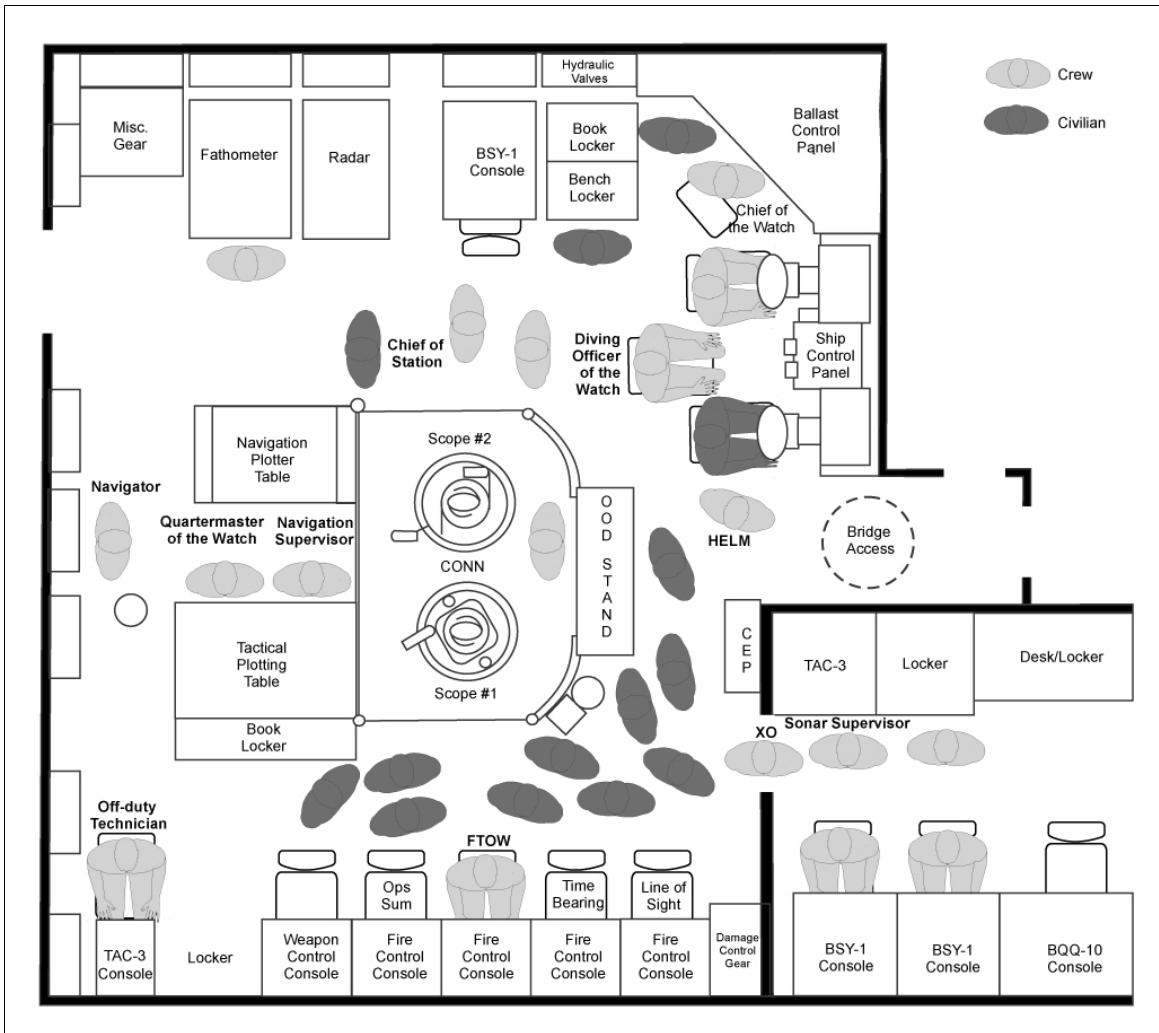 Crew
Civilian
Hydraulic
Valves
Misc.
Gear
Fathometer
Radar
BSY-1
Console
Book
Locker
Bench
Locker
Ballast
Control
Panel
Chief of
the Watch
Chief of
Station
Diving
Officer
of the
Watch
Ship
Control
Panel
Navigation
Plotter
Table
Scope #2
CONN
Scope #1
OOD STAND
Navigator
Quartermaster
of the Watch
Navigation
Supervisor
HELM
Bridge
Access
Tactical
Plotting
Table
Book
Locker
CEP
TAC-3
Locker
Desk/Locker
XO
Sonar Supervisor
Off-duty
Technician
FTOW
Ops
Sum
Time
Bearing
Line of
Sight
TAC-3
Console
Locker
Weapon
Control
Console
Fire
Control
Console
Fire
Control
Console
Fire
Control
Console
Fire
Control
Console
Damage
Control
Gear
BSY-1
Console
BSY-1
Console
BQQ-10
Console